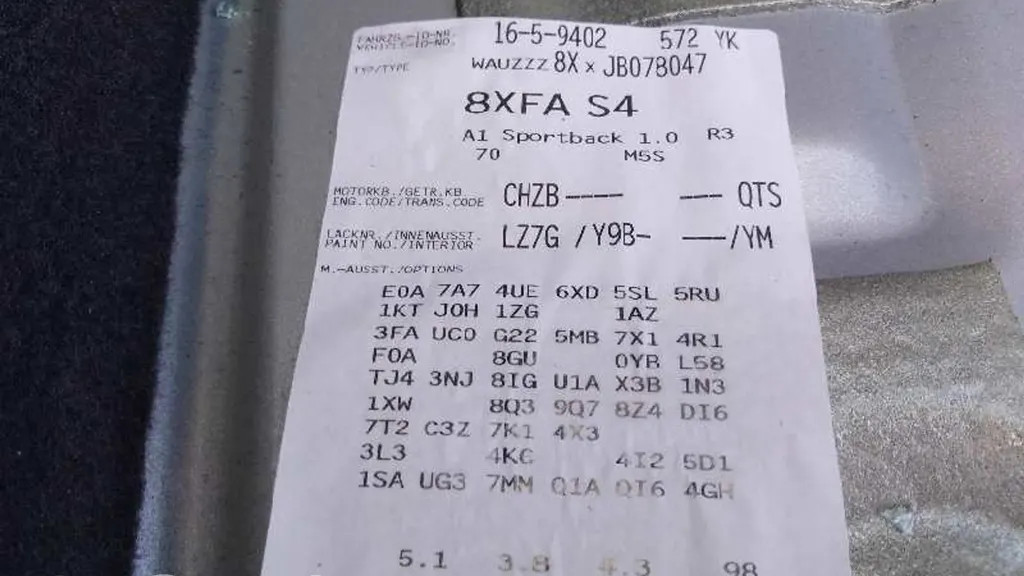 FAHRZG.-ID-NR. 16-5-9402 572 YK
VEHICLE-ID-NO.
TYP/TYPE WAUZZZ 8X x JB078047
8XFA S4
A1 Sportback 1.0 R3
70 M5S
MOTORKB./GETR.KB.
ENG.CODE/TRANS.CODE CHZB---- --- QTS
LACKNR./INNENAUSST.
PAINT NO./INTERIOR LZ7G /Y9B- ---/YM
M.-AUSST./OPTIONS
E0A 7A7 4UE 6XD 5SL 5RU
1KT J0H 1ZG 1AZ
3FA UC0 G22 5MB 7X1 4R1
F0A 8GU 0YB L58
TJ4 3NJ 8IG U1A X3B 1N3
1XW 8Q3 9Q7 8Z4 DI6
7T2 C3Z 7K1 4X3
3L3 4KC 4I2 5D1
1SA UG3 7MM Q1A QI6 4GH
5.1 3.8 4.3 98